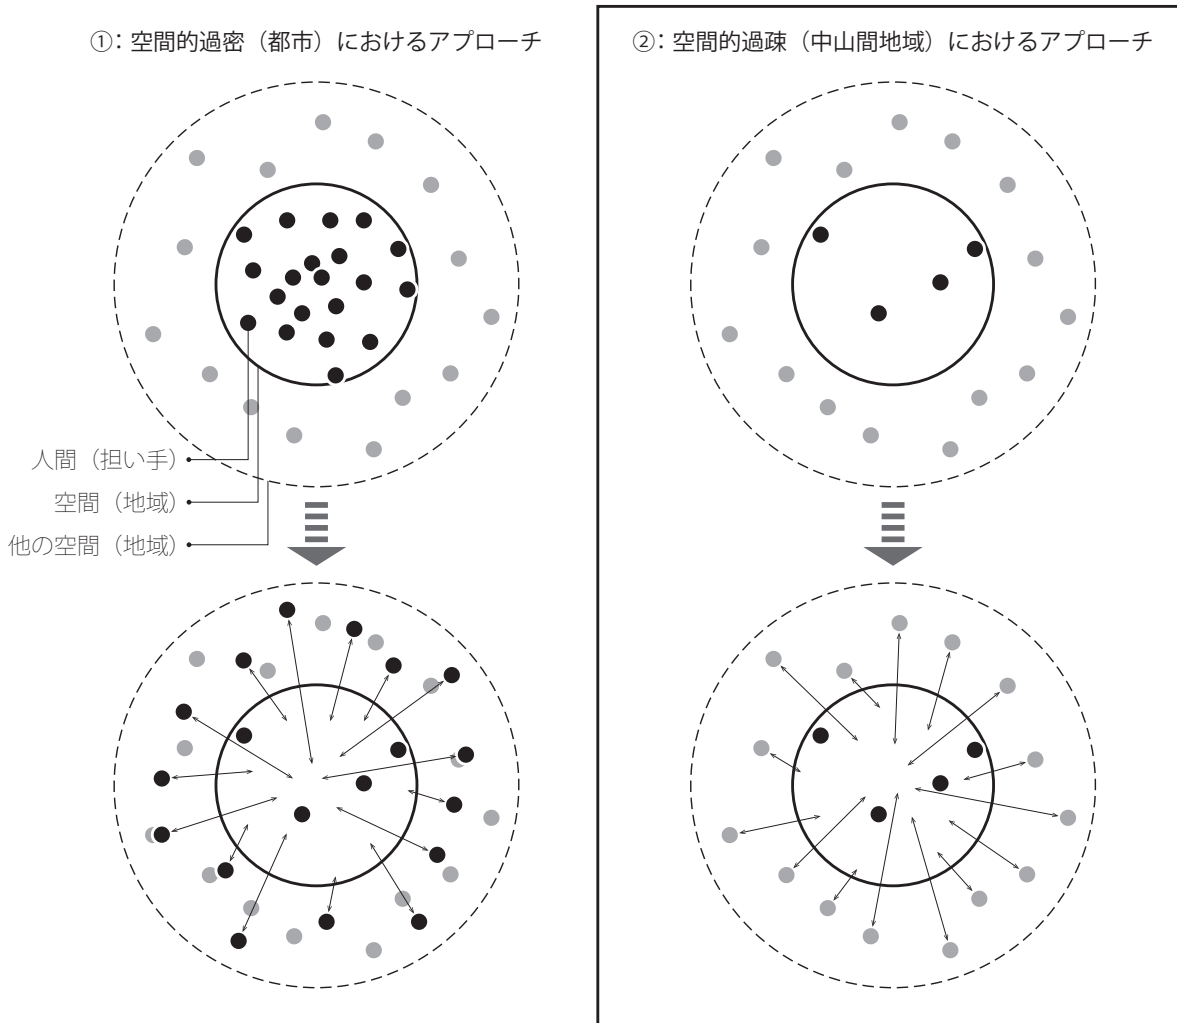 ①：空間的過密（都市）におけるアプローチ
②：空間的過疎（中山間地域）におけるアプローチ
人間（担い手）
空間（地域）
他の空間（地域）